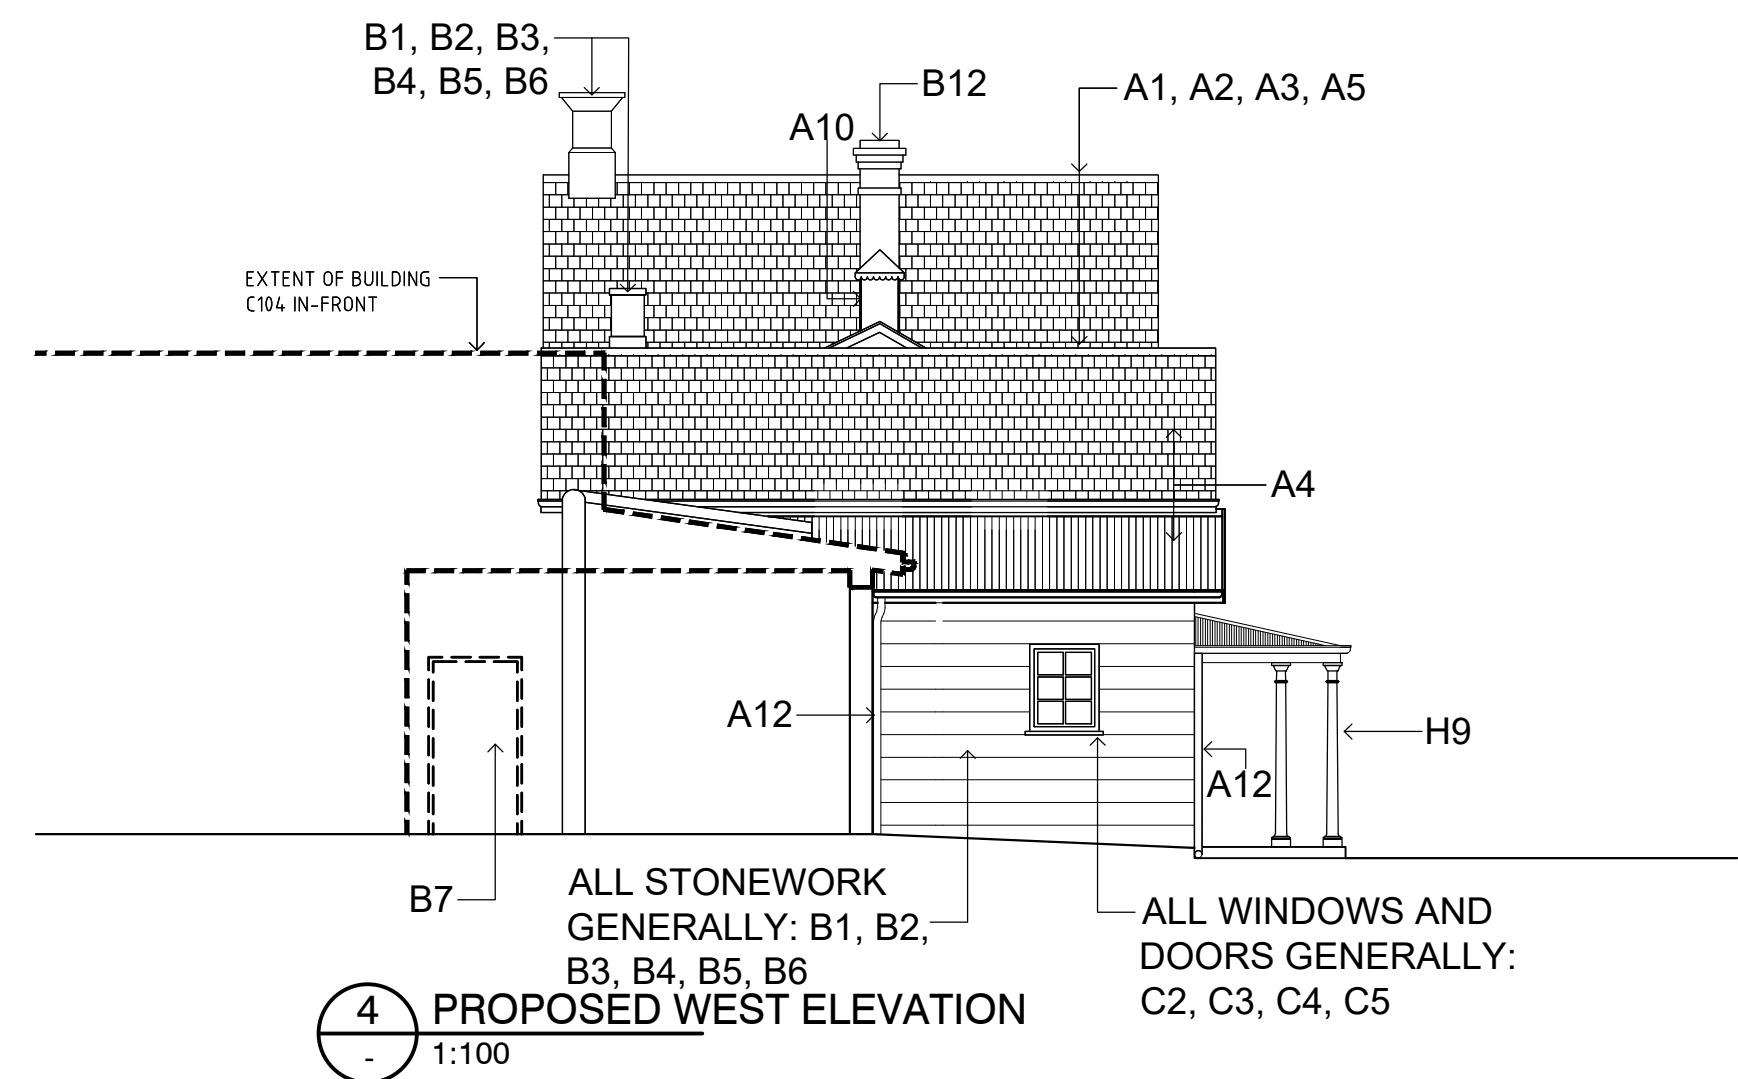 B1, B2, B3,
B4, B5, B6
B12
A1, A2, A3, A5
A10
EXTENT OF BUILDING
C104 IN-FRONT
A4
A12
H9
A12
B7
ALL STONEWORK
GENERALLY: B1, B2,
B3, B4, B5, B6
ALL WINDOWS AND
DOORS GENERALLY:
C2, C3, C4, C5
4
PROPOSED WEST ELEVATION
-
1:100